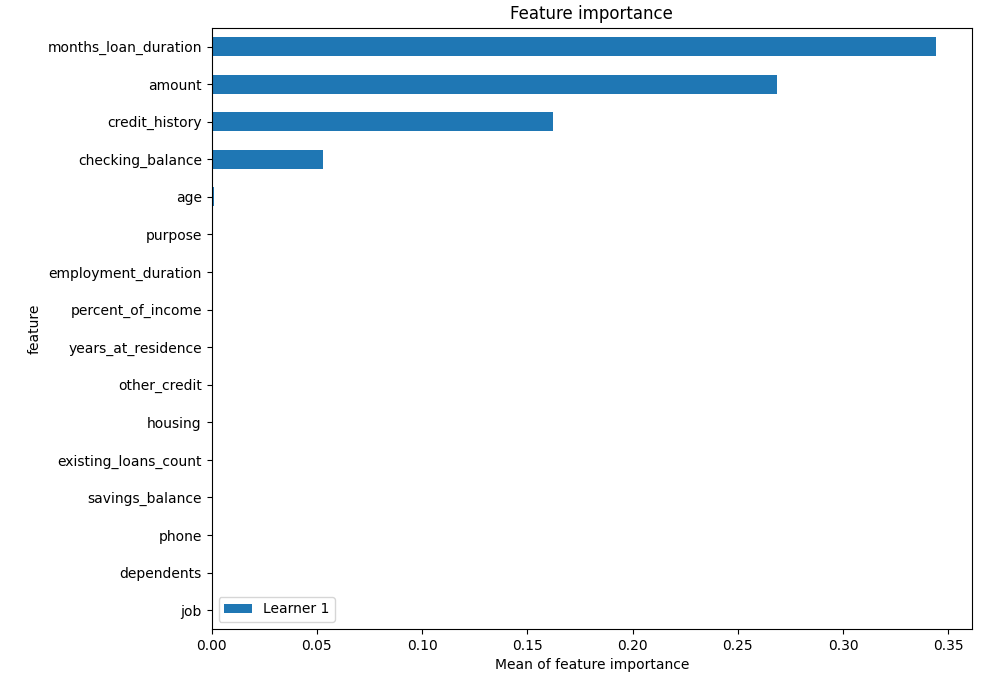 Feature importance
months_loan_duration
amount
credit_history
checking_balance
age
purpose
employment_duration
percent_of_income
years_at_residence
other_credit
housing
existing_loans_count
savings_balance
phone
dependents
job
feature
Learner 1
0.00 0.05 0.10 0.15 0.20 0.25 0.30 0.35
Mean of feature importance